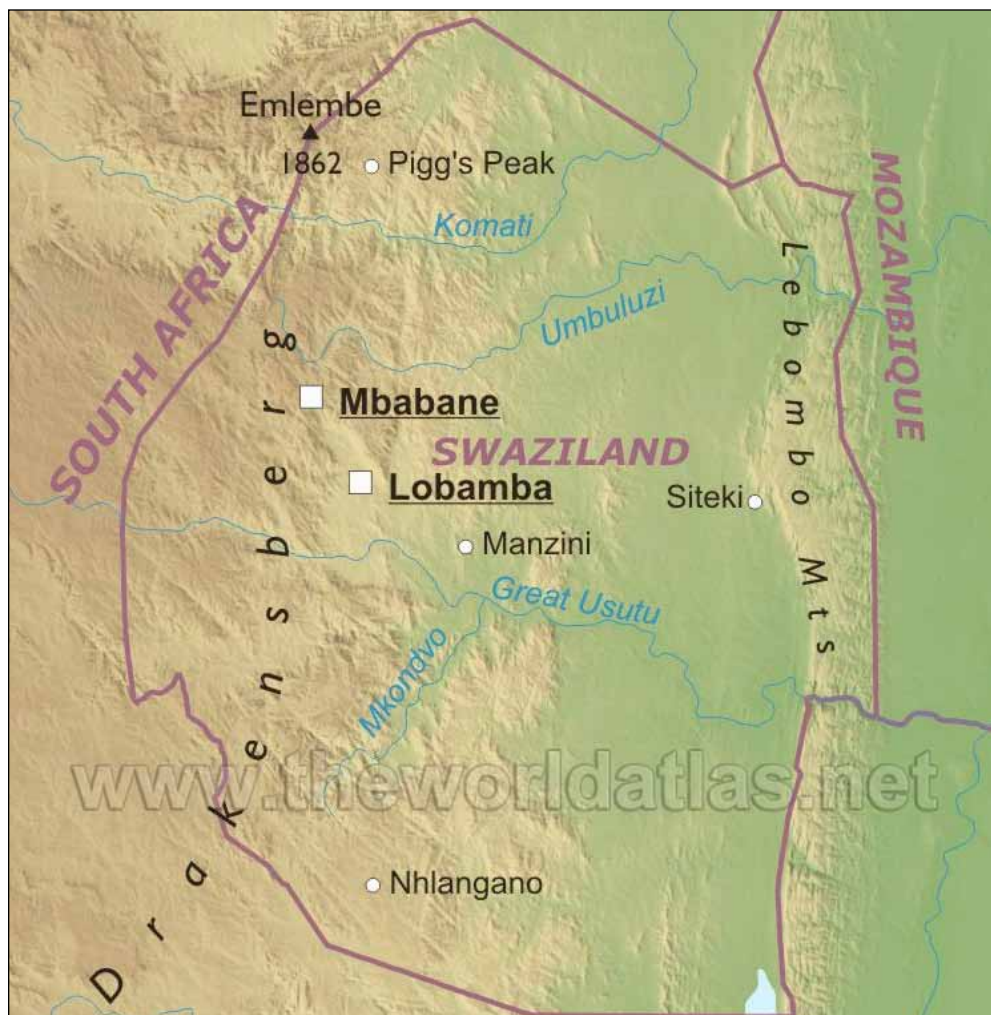 Emlembe
1862
Pigg's Peak
Komati
SOUTH AFRICA
MOZAMBIQUE
Umbuluzi
Lebombo Mts
Mbababane
SWAZILAND
Lobamba
Siteki
Manzini
Great Usutu
Mkondvo
Drakensberg
www.theworldatlas.net
Nhlangano